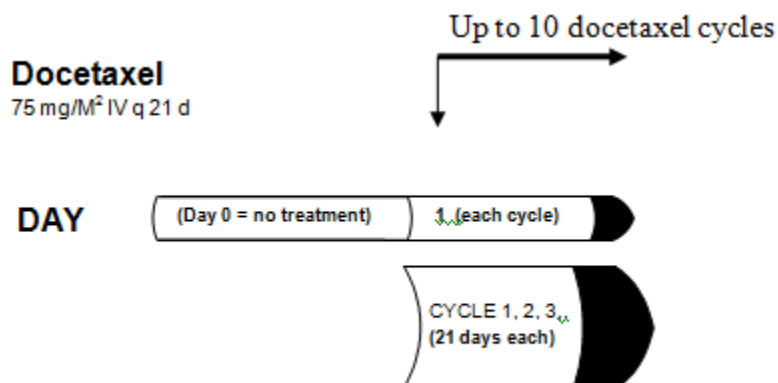 Up to 10 docetaxel cycles
Docetaxel
75 mg/M² IV q 21 d
DAY
(Day 0 = no treatment)
1 (each cycle)
CYCLE 1, 2, 3..
(21 days each)